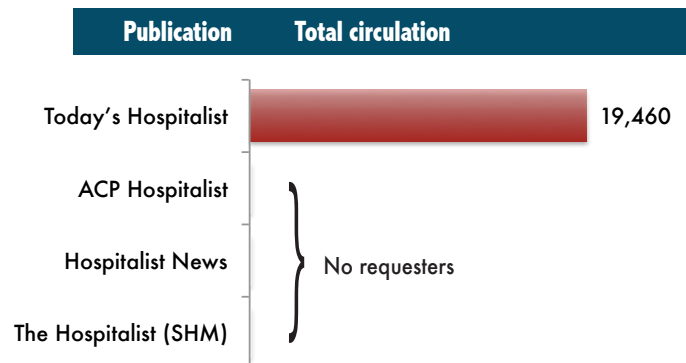 Publication Total circulation
Today's Hospitalist 19,460
ACP Hospitalist
Hospitalist News
No requesters
The Hospitalist (SHM)